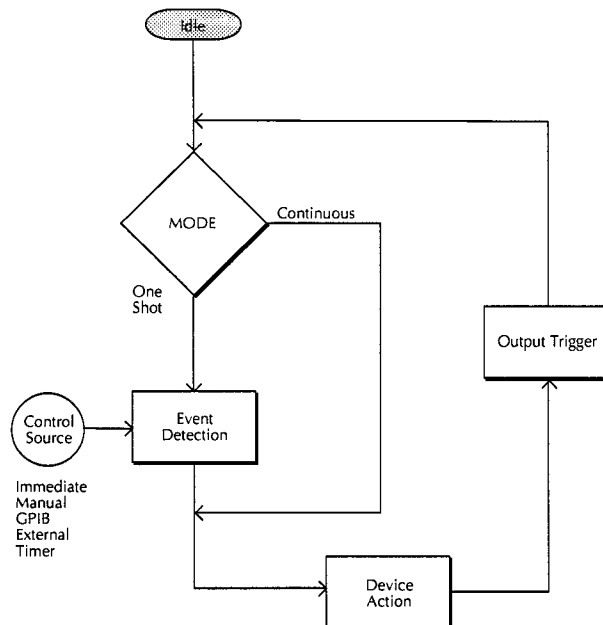 Idle
MODE
Continuous
One
Shot
Output Trigger
Control
Source
Event
Detection
Immediate
Manual
GPIB
External
Timer
Device
Action